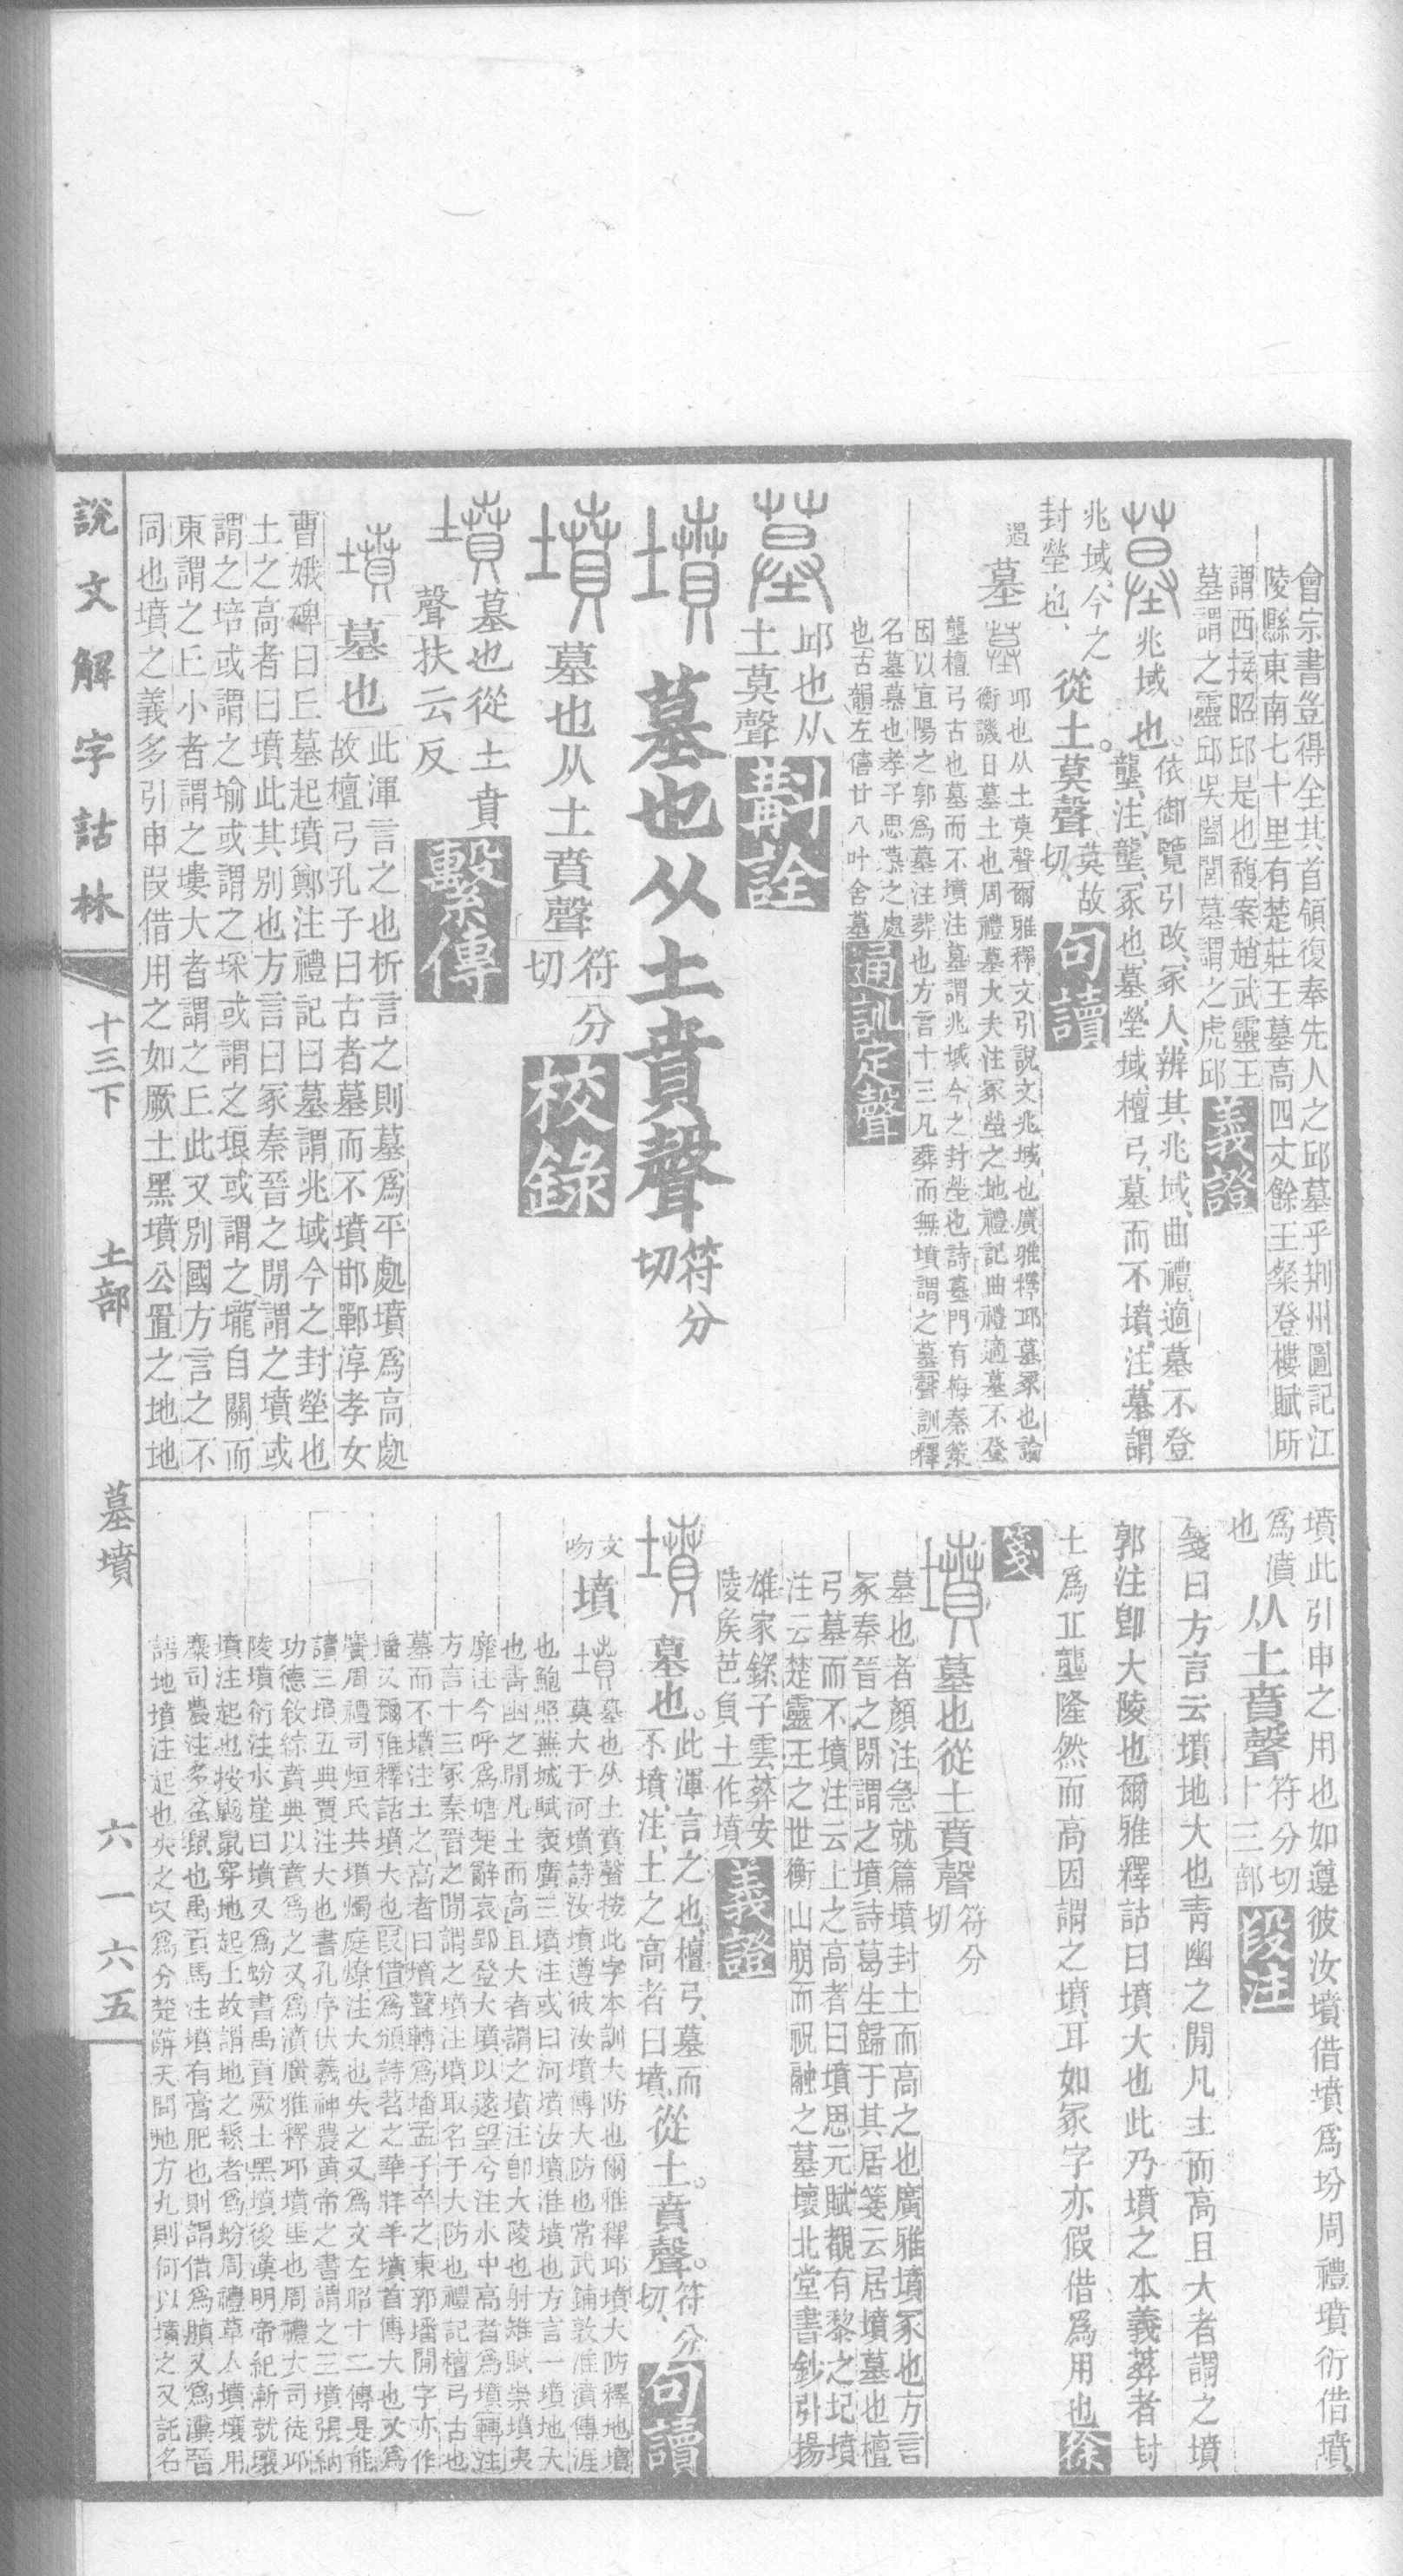 會宗書豈得全其首領復奉先人之邱墓乎荆州圖記江
陵縣東南七十里有楚莊王墓高四丈餘王粲登樓賦所
謂西接昭邱是也馥案趙武靈王
墓謂之靈邱吳闔閭墓謂之虎邱
義證
兆域也、依御覽引改、冢人、辨其兆域、曲禮、適墓不登
壟、注、壟、冢也、墓、塋域、檀弓、墓而不墳、注、墓謂
兆域、今之
封塋也、
從土。莫聲、莫故
切、
句讀
墓
邱也从土莫聲爾雅釋文引說文兆域也廣雅釋邱墓冢也論
衡譏日墓土也周禮墓大夫注冢塋之地禮記曲禮適墓不登
壟檀弓古也墓而不墳注墓謂兆域今之封塋也詩墓門有梅秦策
因以宜陽之郭爲墓注葬也方言十三凡葬而無墳謂之墓聲訓釋
名墓慕也孝子思慕之處
也古韻左僖廿八叶舍墓
通訓定聲
邱也从
土莫聲
斠詮
墳
墓也从土賁聲符分
切
墓也从土賁聲符分
切
校錄
墓也從土賁
聲扶云反
繫傳
墓也此渾言之也析言之則墓爲平處墳爲高處
故檀弓孔子曰古者墓而不墳邯鄲淳孝女
曹娥碑曰丘墓起墳鄭注禮記曰墓謂兆域今之封塋也
土之高者曰墳此其別也方言曰冢秦晉之閒謂之墳或
謂之培或謂之堬或謂之埰或謂之埌或謂之壠自關而
東謂之丘小者謂之塿大者謂之丘此又別國方言之不
同也墳之義多引申叚借用之如厥土黑墳公置之地地
說文解字詁林
十三下
土部
墓墳
六一六五
墳此引申之用也如遵彼汝墳借墳爲坋周禮墳衍借墳
爲濆
也
从土賁聲符分切
十三部
段注
箋曰方言云墳地大也青幽之閒凡土而高且大者謂之墳
郭注卽大陵也爾雅釋詁曰墳大也此乃墳之本義葬者封
土爲丘壟隆然而高因謂之墳耳如冢字亦假借爲用也徐
箋
墓也從土賁聲符分
切
墓也者顏注急就篇墳封土而高之也廣雅墳冢也方言
冢秦晉之閒謂之墳詩葛生歸于其居箋云居墳墓也檀
弓墓而不墳注云土之高者曰墳思元賦覩有黎之圮墳
注云楚靈王之世衡山崩而祝融之墓壞北堂書鈔引揚
雄家錄子雲葬安
陵矦芭負土作墳
義證
墓也。此渾言之也、檀弓、墓而
不墳、注、土之高者曰墳、
從土。賁聲。符分
切、
句讀
墳
墓也从土賁聲按此字本訓大防也爾雅釋邱墳大防釋地墳
莫大于河墳詩汝墳遵彼汝墳傳大防也常武鋪敦淮濆傳涯
也鮑照蕪城賦袤廣三墳注或曰河墳汝墳淮墳也方言一墳地大
也靑幽之閒凡土而高且大者謂之墳注卽大陵也射雉賦崇墳夷
靡注今呼爲塘楚辭哀郢登大墳以遠望兮注水中高者爲墳轉注
方言十三冢秦晉之閒謂之墳注墳取名于大防也禮記檀弓古也
墓而不墳注土之高者曰墳聲轉爲墦孟子卒之東郭墦閒字亦作
墦又爾雅釋詁墳大也叚借爲頒詩苕之華牂羊墳首傳大也又爲
鼖周禮司烜氏共墳燭庭燎注大也失之又爲文左昭十二傳是能
讀三墳五典賈注大也書孔序伏羲神農黃帝之書謂之三墳張納
功德敘綜賁典以賁爲之又爲濆廣雅釋邱墳厓也周禮大司徒邱
陵墳衍注水崖曰墳又爲坋書禹貢厥土黑墳後漢明帝紀漸就壤
墳注起也按鼢鼠穿地起土故謂地之鬆者爲坋周禮草人墳壤用
麋司農注多蚠鼠也禹貢馬注墳有膏肥也則謂借爲膹又爲瀵晉
語地墳注起也失之又爲分楚辭天問地方九則何以墳之又託名